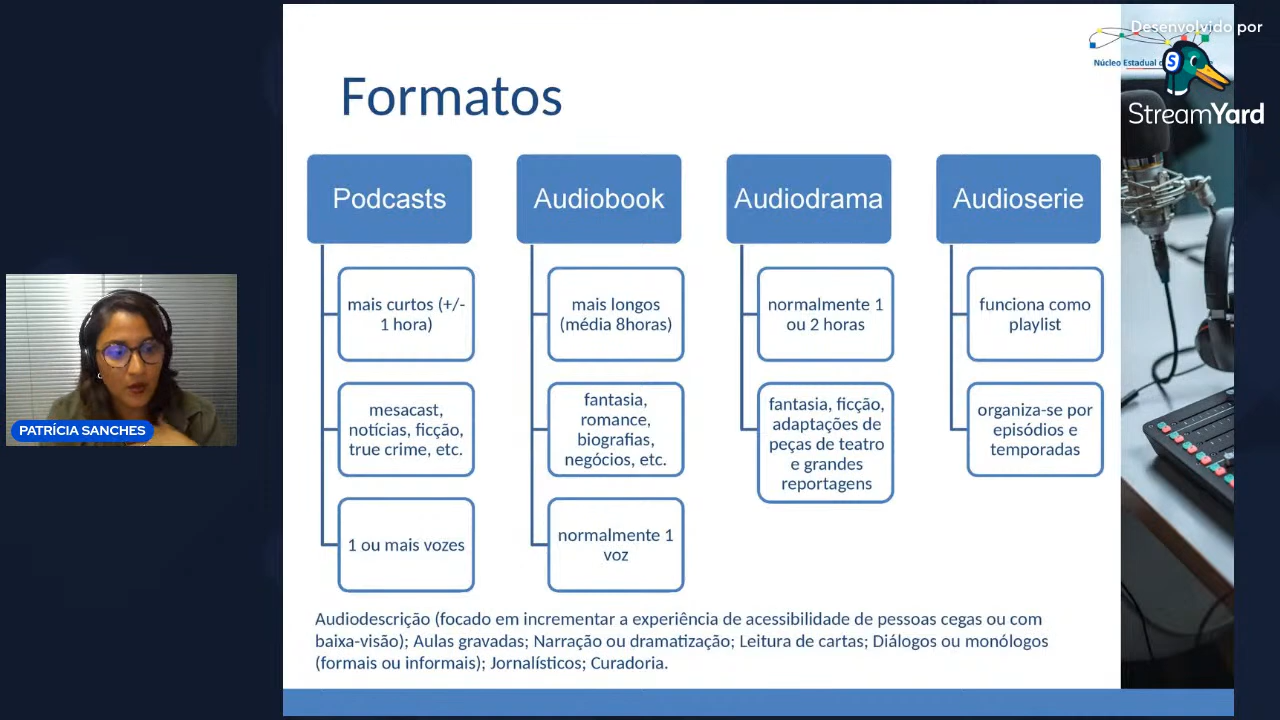 Desenvolvido por
StreamYard
Núcleo Estadual
Formatos
Podcasts
mais curtos (+/-
1 hora)
mesacast,
notícias, ficção,
true crime, etc.
1 ou mais vozes
Audiobook
mais longos
(média 8horas)
fantasia,
romance,
biografias,
negócios, etc.
normalmente 1
voz
Audiodrama
normalmente 1
ou 2 horas
fantasia, ficção,
adaptações de
peças de teatro
e grandes
reportagens
Audioserie
funciona como
playlist
organiza-se por
episódios e
temporadas
Audiodescrição (focado em incrementar a experiência de acessibilidade de pessoas cegas ou com
baixa-visão); Aulas gravadas; Narração ou dramatização; Leitura de cartas; Diálogos ou monólogos
(formais ou informais); Jornalísticos; Curadoria.
PATRÍCIA SANCHES